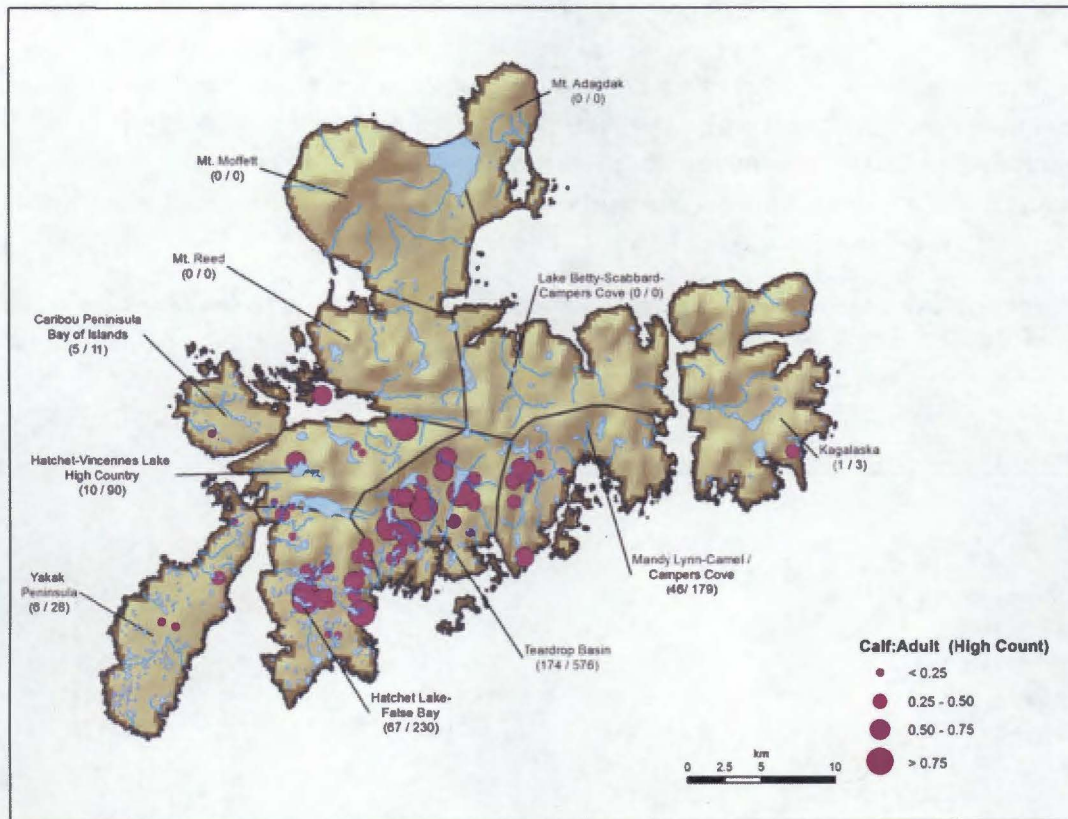 Mt. Adagdak
(0 / 0)
Mt. Moffett
(0 / 0)
Mt. Reed
(0 / 0)
Lake Betty-Scabbard-
Campers Cove (0 / 0)
Caribou Peninisula
Bay of Islands
(5 / 11)
Hatchet-Vincennes Lake
High Country
(10 / 90)
Kagalaska
(1 / 3)
Yakak
Peninsula
(6 / 28)
Mandy Lynn-Camel /
Campers Cove
(46/ 179)
Teardrop Basin
(174 / 576)
Hatchet Lake-
False Bay
(67 / 230)
Calf:Adult (High Count)
< 0.25
0.25 - 0.50
0.50 - 0.75
> 0.75
km
0 2.5 5 10